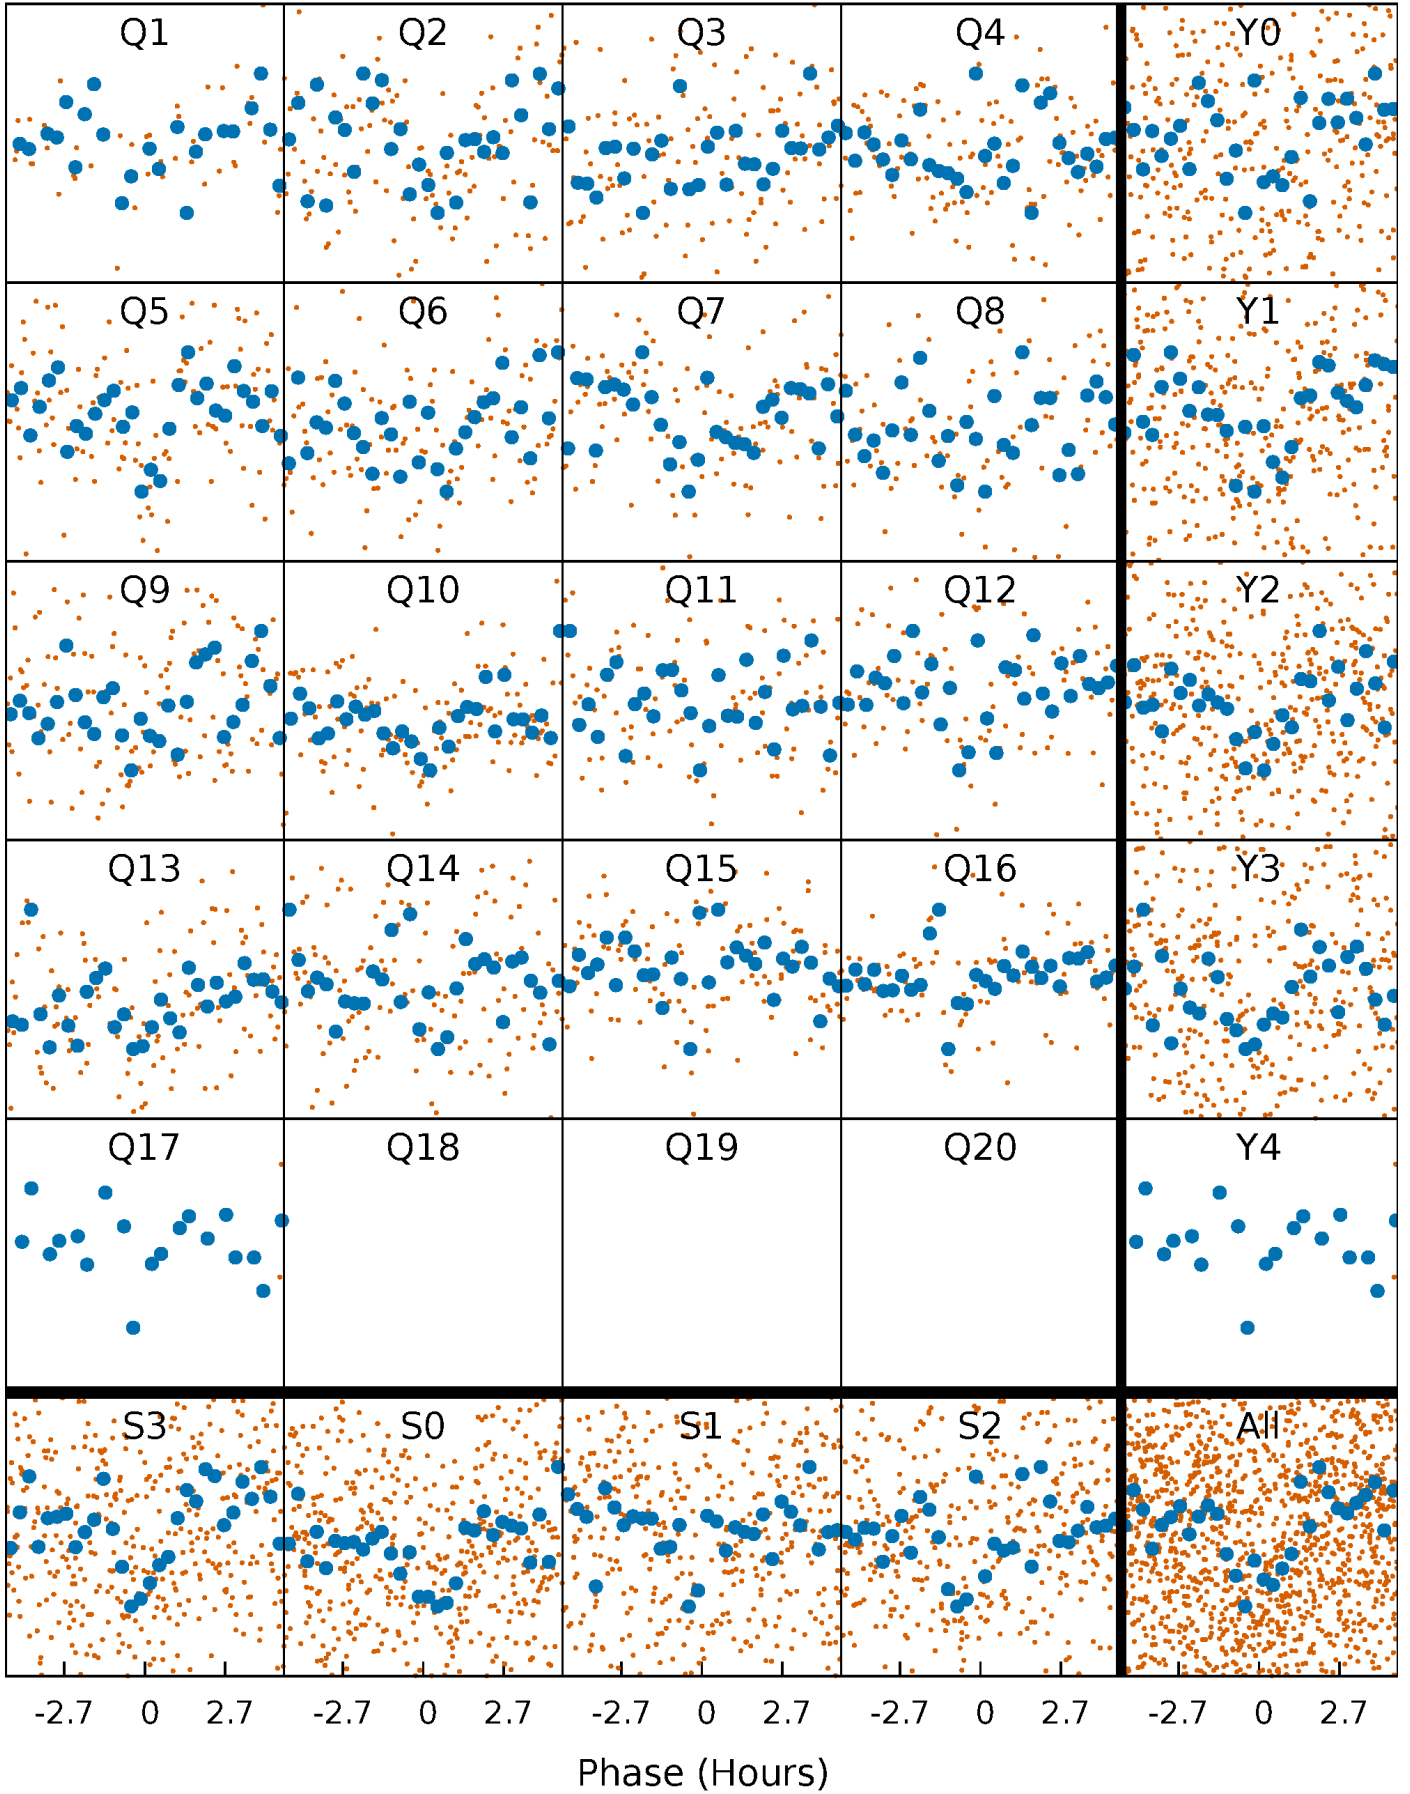 Q1 Q2 Q3 Q4 Y0
Q5 Q6 Q7 Q8 Y1
Q9 Q10 Q11 Q12 Y2
Q13 Q14 Q15 Q16 Y3
Q17 Q18 Q19 Q20 Y4
S3 S0 S1 S2 All
-2.7 0 2.7 -2.7 0 2.7 -2.7 0 2.7 -2.7 0 2.7 -2.7 0 2.7
Phase (Hours)